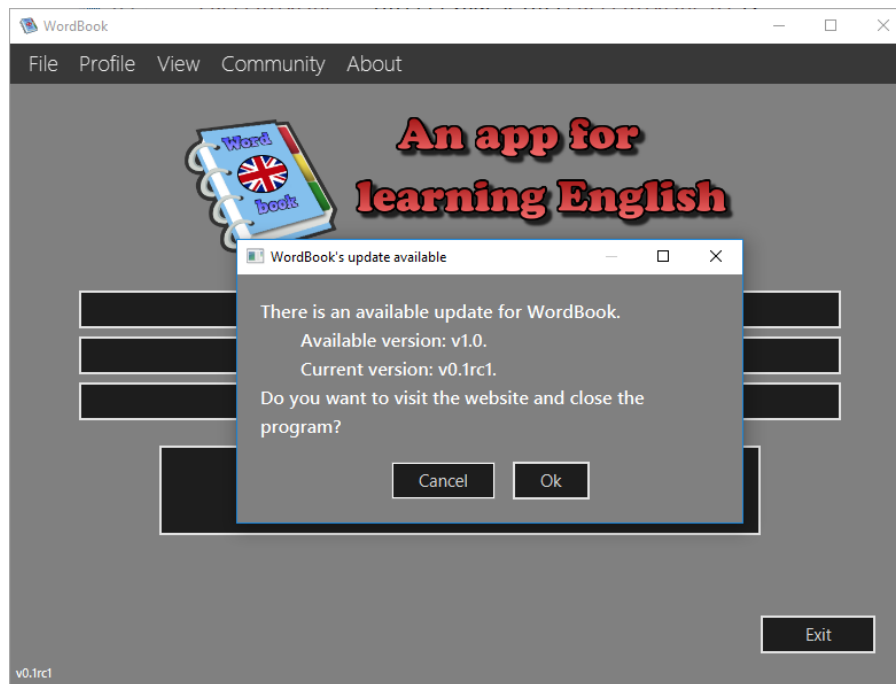 WordBook
File Profile View Community About
Word
book
An app for
learning English
WordBook's update available
There is an available update for WordBook.
Available version: v1.0.
Current version: v0.1rc1.
Do you want to visit the website and close the
program?
Cancel Ok
Exit
v0.1rc1